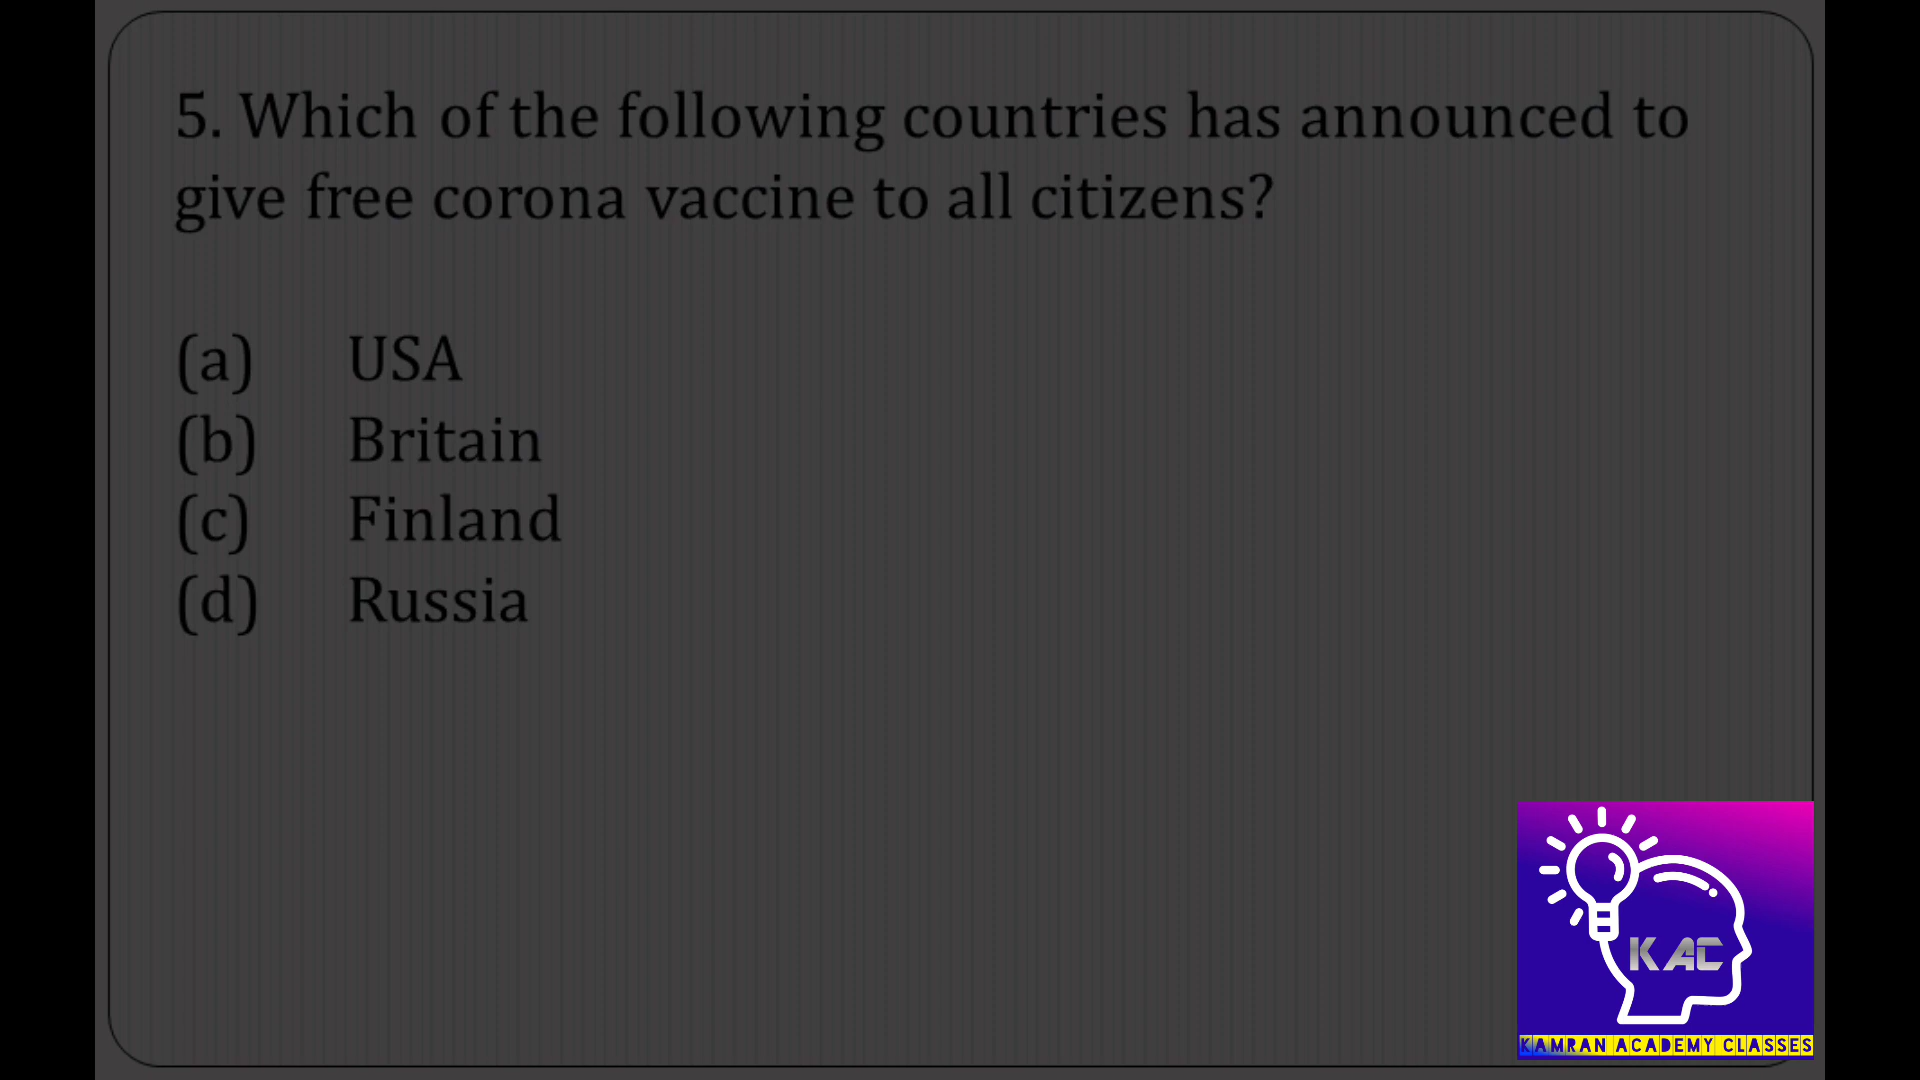 5. Which of the following countries has announced to
give free corona vaccine to all citizens?
(a) USA
(b) Britain
(c) Finland
(d) Russia
KAC
KAMRAN ACADEMY CLASSES